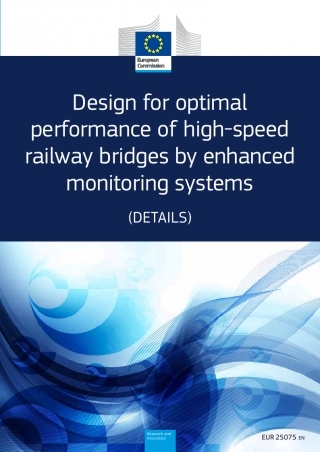 European
Commission
Design for optimal
performance of high-speed
railway bridges by enhanced
monitoring systems
(DETAILS)
Research and
Innovation
EUR 25075 EN